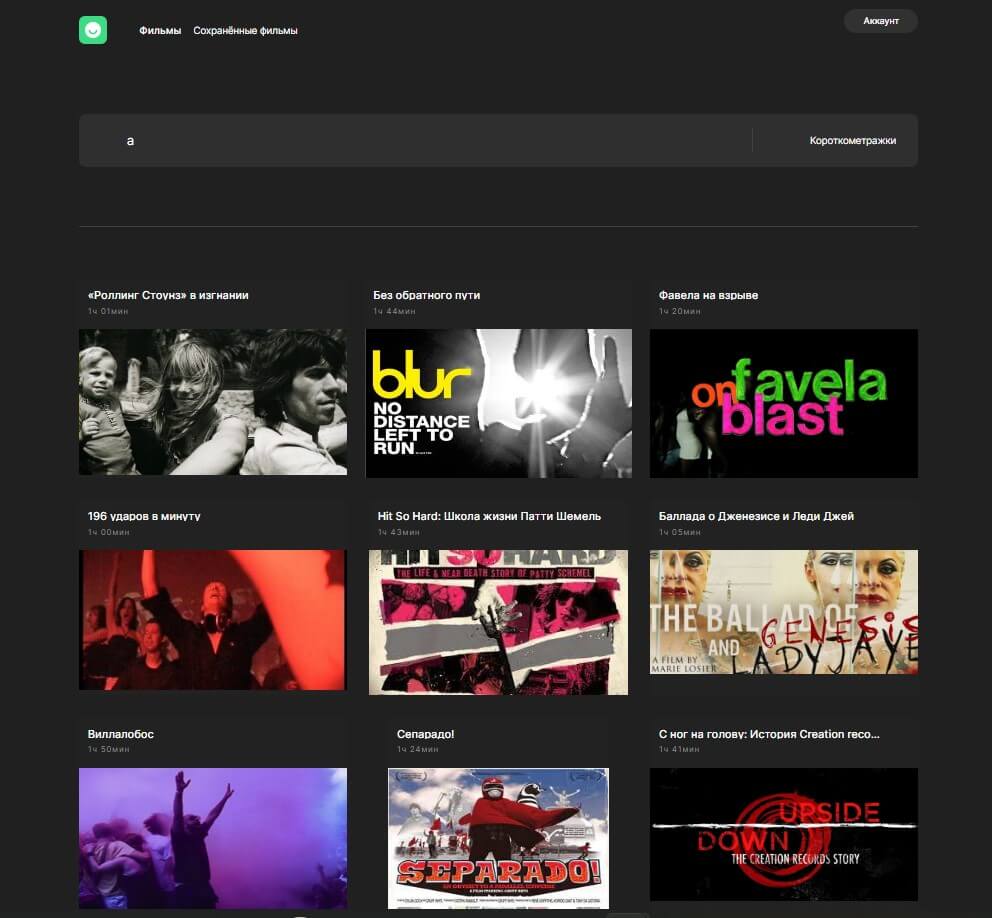 Фильмы Сохранённые фильмы Аккаунт
а Короткометражки
«Роллинг Стоунз» в изгнании
1ч 01мин
Без обратного пути
1ч 44мин
blur
NO
DISTANCE
LEFT TO
RUN
Фавела на взрыве
1ч 20мин
favela
on
blast
196 ударов в минуту
1ч 00мин
Hit So Hard: Школа жизни Патти Шемель
1ч 43мин
HIT SO HARD
THE LIFE & NEAR DEATH STORY OF PATTY SCHEMEL
Баллада о Дженезисе и Леди Джей
1ч 05мин
THE BALLAD OF
GENESIS
AND
LADY JAYE
A FILM BY
MARIE LOSIER
Виллалобос
1ч 50мин
Сепарадо!
1ч 24мин
SEPARADO!
С ног на голову: История Creation reco...
1ч 41мин
UPSIDE
DOWN
THE CREATION RECORDS STORY